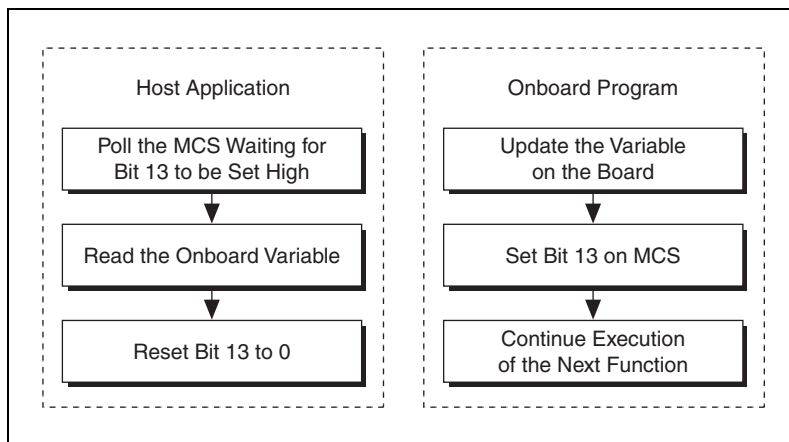 Host Application
Poll the MCS Waiting for
Bit 13 to be Set High
Read the Onboard Variable
Reset Bit 13 to 0
Onboard Program
Update the Variable
on the Board
Set Bit 13 on MCS
Continue Execution
of the Next Function